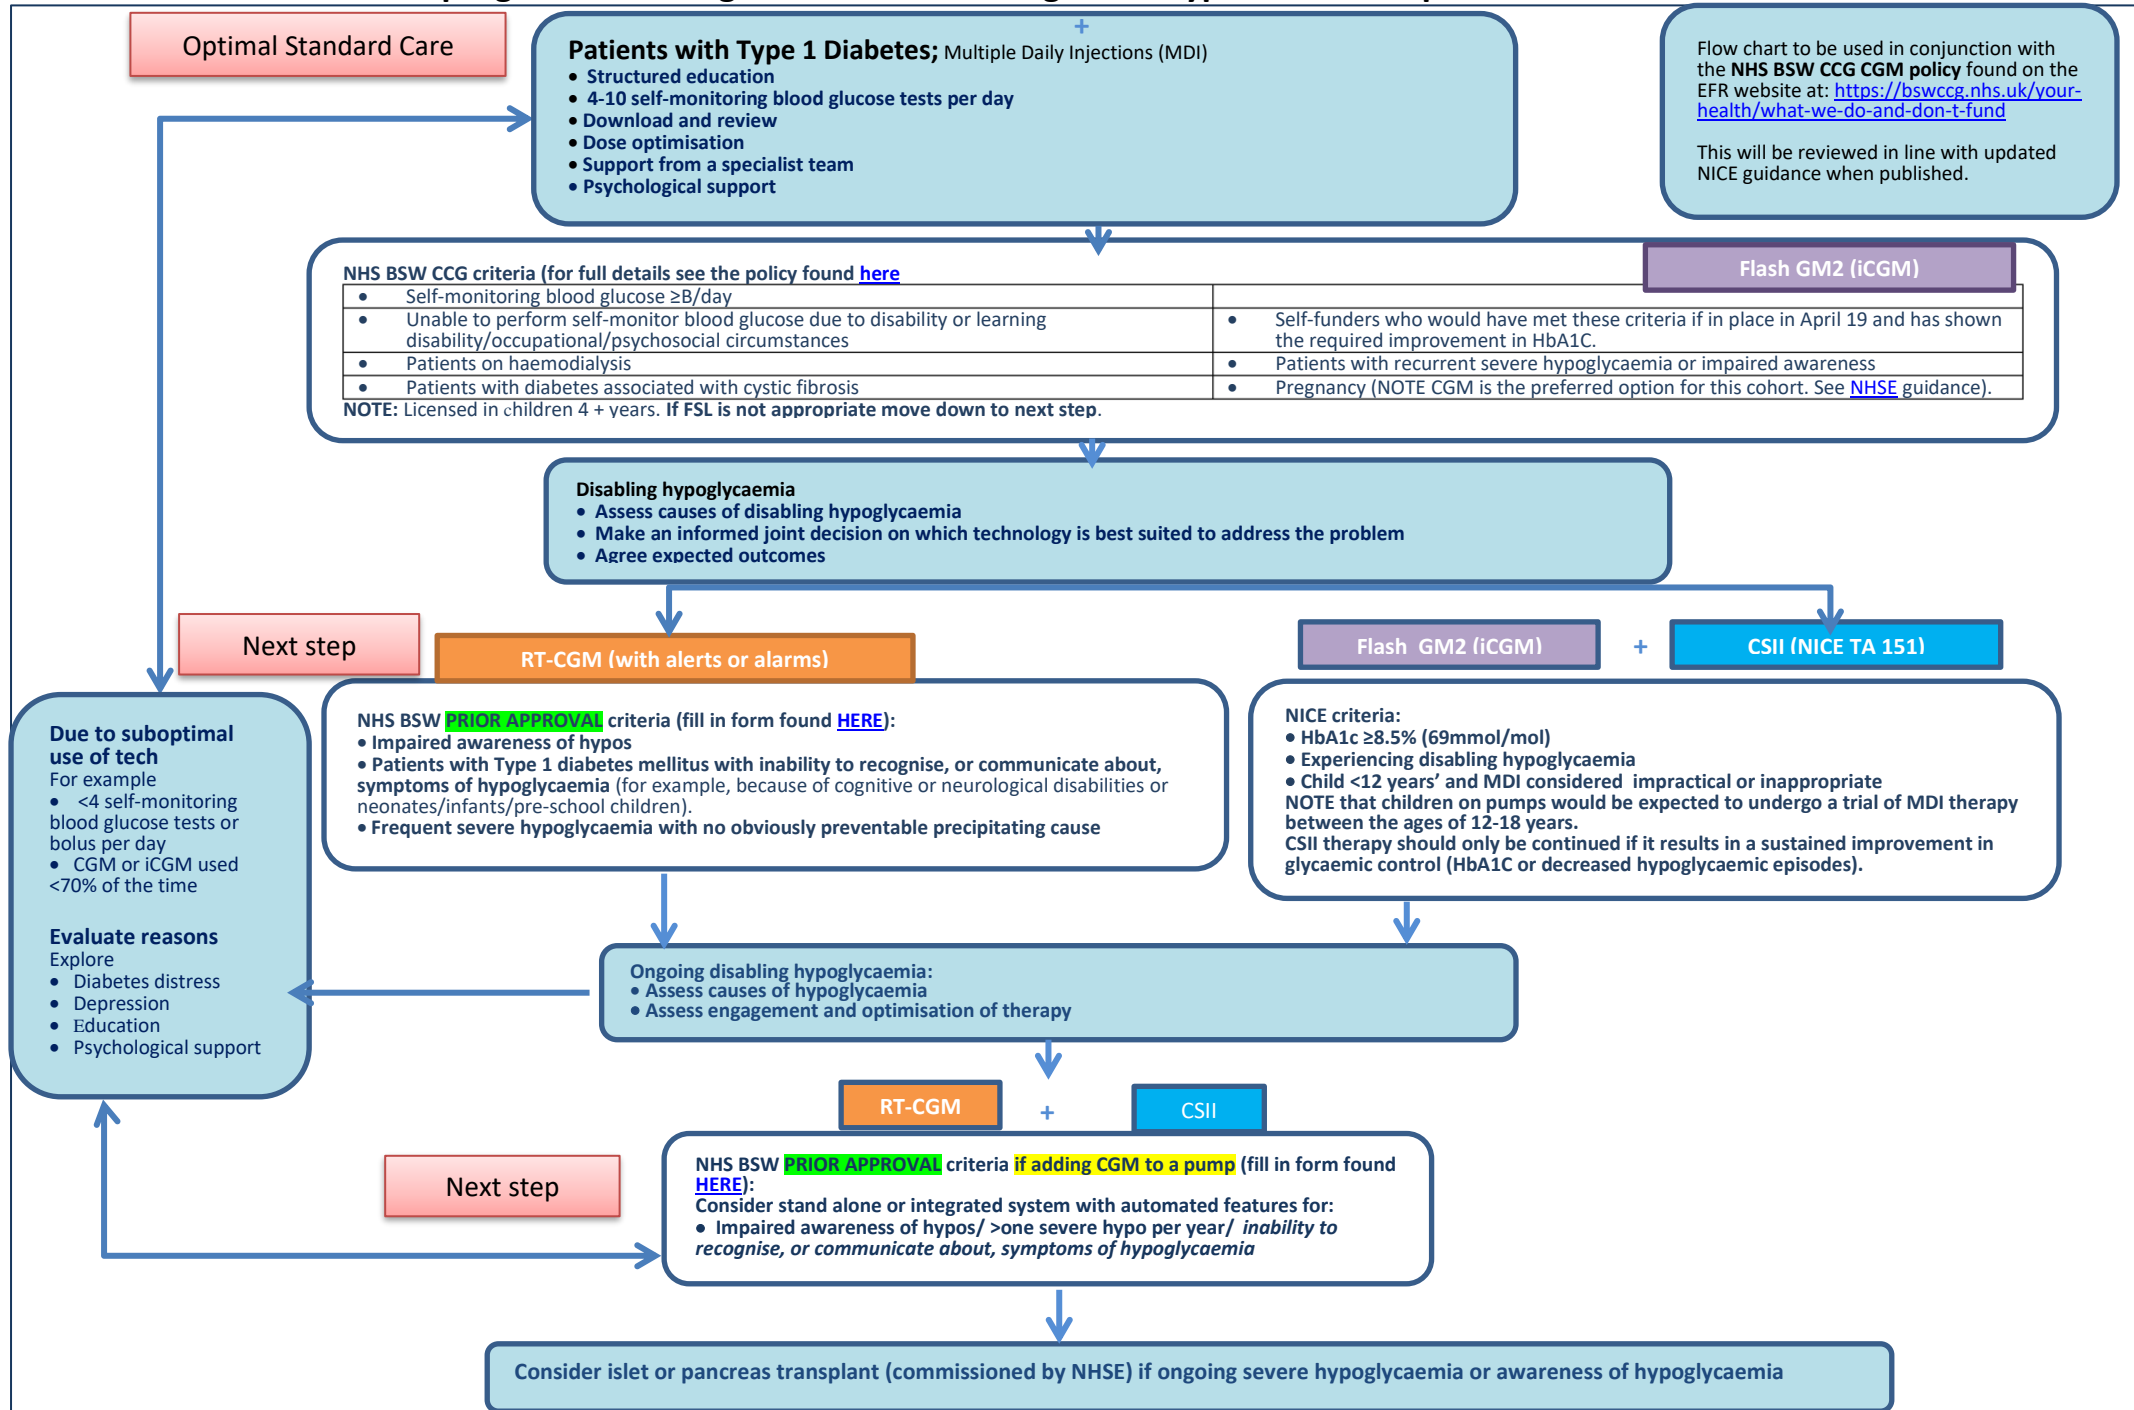 Optimal Standard Care
+
Patients with Type 1 Diabetes; Multiple Daily Injections (MDI)
• Structured education
• 4-10 self-monitoring blood glucose tests per day
• Download and review
• Dose optimisation
• Support from a specialist team
• Psychological support
Flow chart to be used in conjunction with
the NHS BSW CCG CGM policy found on the
EFR website at: https://bswccg.nhs.uk/your-
health/what-we-do-and-don-t-fund
This will be reviewed in line with updated
NICE guidance when published.
Flash GM2 (iCGM)
NHS BSW CCG criteria (for full details see the policy found here
• Self-monitoring blood glucose ≥B/day
• Unable to perform self-monitor blood glucose due to disability or learning
disability/occupational/psychosocial circumstances
• Self-funders who would have met these criteria if in place in April 19 and has shown
the required improvement in HbA1C.
• Patients on haemodialysis
• Patients with recurrent severe hypoglycaemia or impaired awareness
• Patients with diabetes associated with cystic fibrosis
• Pregnancy (NOTE CGM is the preferred option for this cohort. See NHSE guidance).
NOTE: Licensed in children 4 + years. If FSL is not appropriate move down to next step.
Disabling hypoglycaemia
• Assess causes of disabling hypoglycaemia
• Make an informed joint decision on which technology is best suited to address the problem
• Agree expected outcomes
Next step
RT-CGM (with alerts or alarms)
Flash GM2 (iCGM)
+
CSII (NICE TA 151)
NHS BSW PRIOR APPROVAL criteria (fill in form found HERE):
• Impaired awareness of hypos
• Patients with Type 1 diabetes mellitus with inability to recognise, or communicate about,
symptoms of hypoglycaemia (for example, because of cognitive or neurological disabilities or
neonates/infants/pre-school children).
• Frequent severe hypoglycaemia with no obviously preventable precipitating cause
NICE criteria:
• HbA1c ≥8.5% (69mmol/mol)
• Experiencing disabling hypoglycaemia
• Child <12 years’ and MDI considered impractical or inappropriate
NOTE that children on pumps would be expected to undergo a trial of MDI therapy
between the ages of 12-18 years.
CSII therapy should only be continued if it results in a sustained improvement in
glycaemic control (HbA1C or decreased hypoglycaemic episodes).
Due to suboptimal
use of tech
For example
• <4 self-monitoring
blood glucose tests or
bolus per day
• CGM or iCGM used
<70% of the time
Evaluate reasons
Explore
• Diabetes distress
• Depression
• Education
• Psychological support
Ongoing disabling hypoglycaemia:
• Assess causes of hypoglycaemia
• Assess engagement and optimisation of therapy
RT-CGM
+
CSII
Next step
NHS BSW PRIOR APPROVAL criteria if adding CGM to a pump (fill in form found
HERE):
Consider stand alone or integrated system with automated features for:
• Impaired awareness of hypos/ >one severe hypo per year/ inability to
recognise, or communicate about, symptoms of hypoglycaemia
Consider islet or pancreas transplant (commissioned by NHSE) if ongoing severe hypoglycaemia or awareness of hypoglycaemia